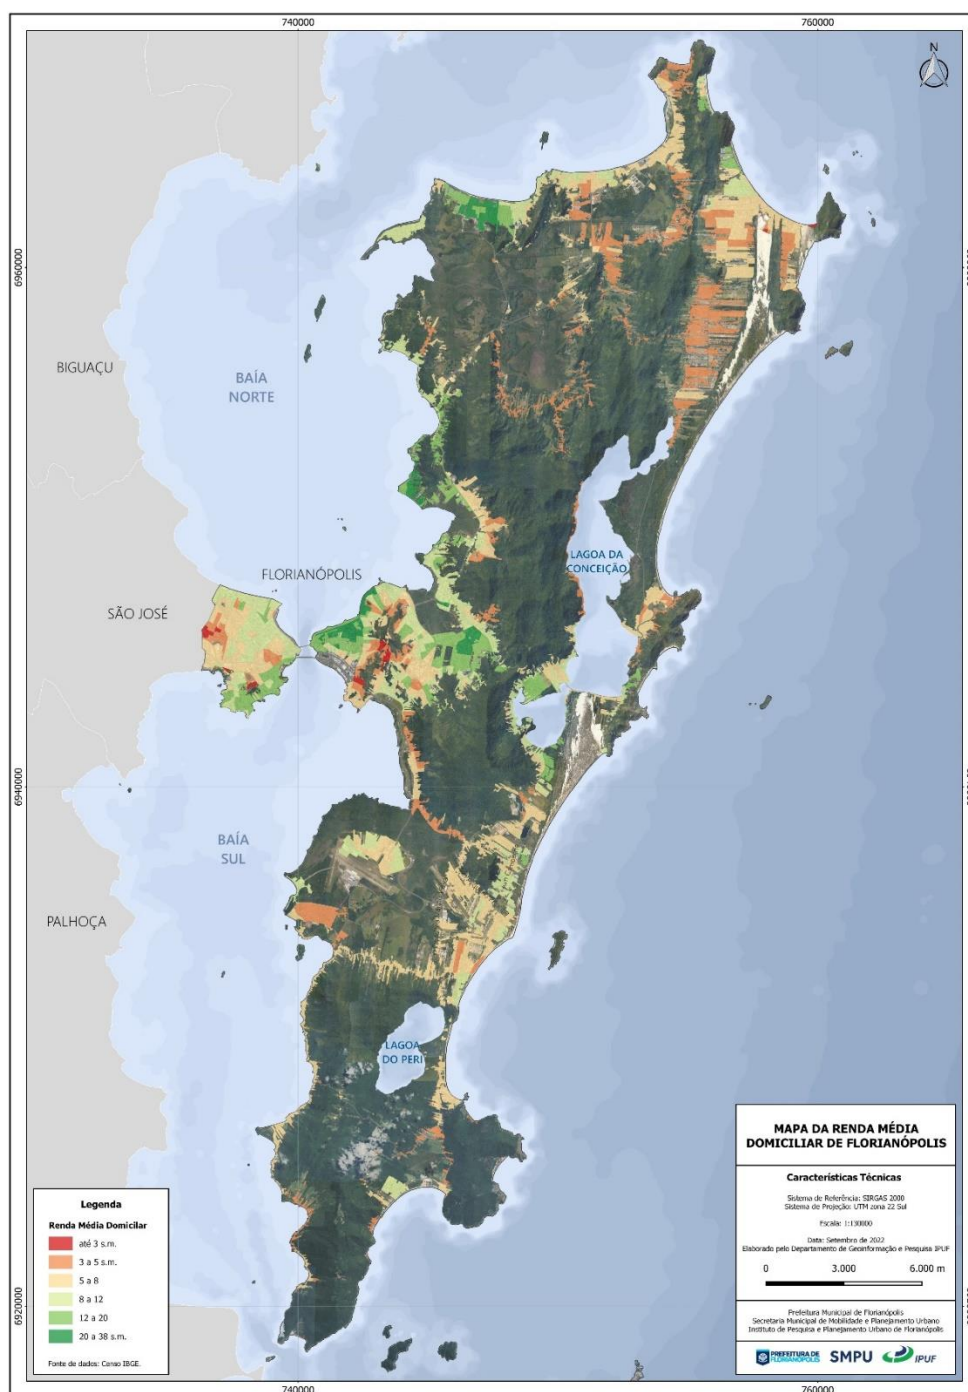 740000
760000
N
6960000
BIGUAÇU
BAÍA
NORTE
LAGOA DA
CONCEIÇÃO
FLORIANÓPOLIS
SÃO JOSÉ
6940000
BAÍA
SUL
PALHOÇA
LAGOA
DO PERI
6920000
Legenda
Renda Média Domicilar
até 3 s.m.
3 a 5 s.m.
5 a 8
8 a 12
12 a 20
20 a 38 s.m.
Fonte de dados: Censo IBGE.
MAPA DA RENDA MÉDIA
DOMICILIAR DE FLORIANÓPOLIS
Características Técnicas
Sistema de Referência: SIRGAS 2000
Sistema de Projeção: UTM zona 22 Sul
Escala: 1:130000
Data: Setembro de 2022
Elaborado pelo Departamento de Geoinformação e Pesquisa IPUF
0 3.000 6.000 m
Prefeitura Municipal de Florianópolis
Secretaria Municipal de Mobilidade e Planejamento Urbano
Instituto de Pesquisa e Planejamento Urbano de Florianópolis
PREFEITURA DE
FLORIANÓPOLIS
SMPU
IPUF
740000
760000